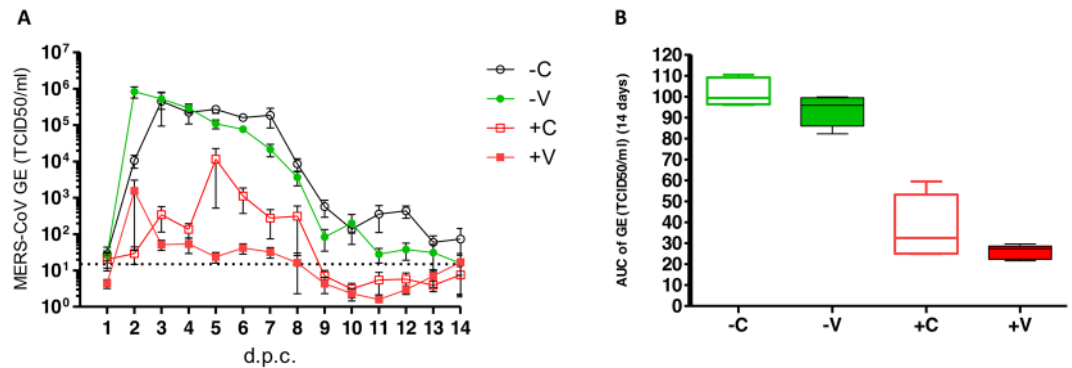 A
MERS-CoV GE (TCID50/ml)
10⁷
10⁶
10⁵
10⁴
10³
10²
10¹
10⁰
1 2 3 4 5 6 7 8 9 10 11 12 13 14
d.p.c.
-C
-V
+C
+V
B
AUC of GE(TCID50/ml) (14 days)
120
110
100
90
80
70
60
50
40
30
20
10
0
-C -V +C +V